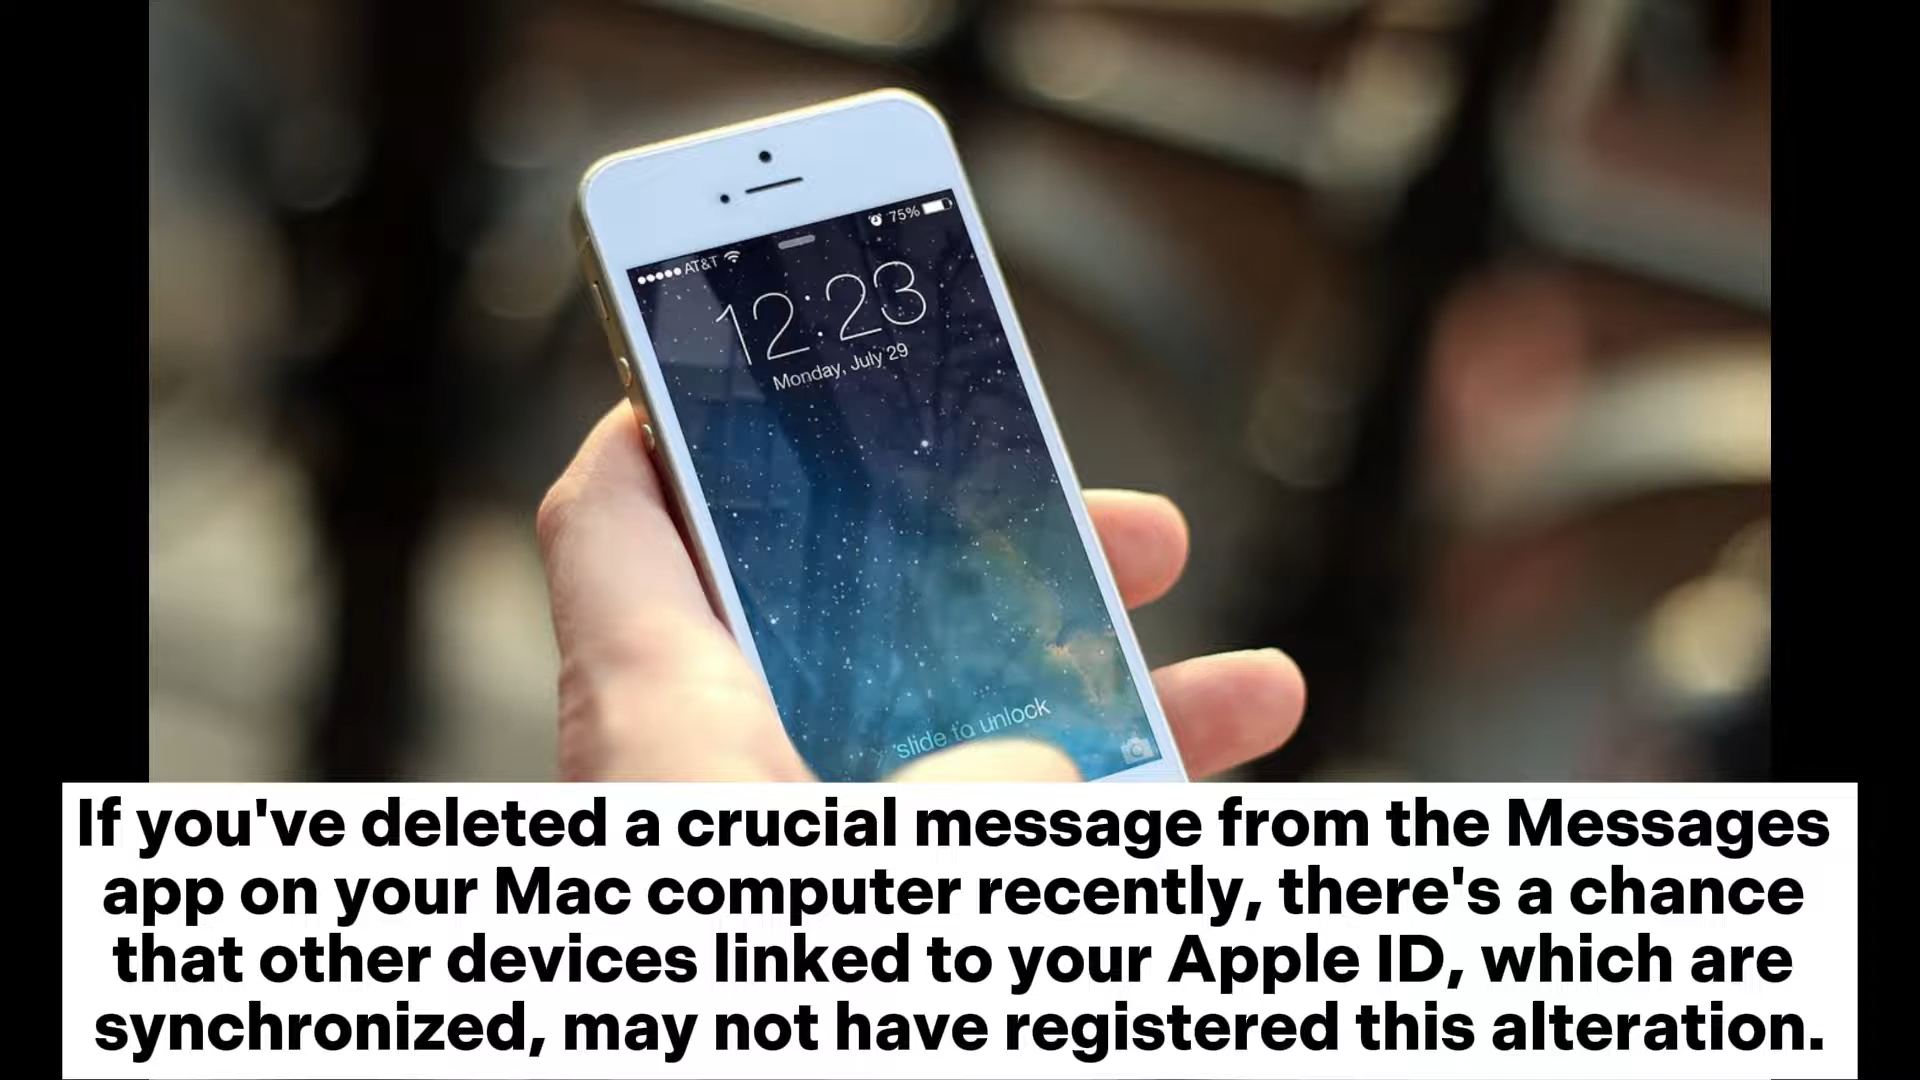 AT&T 75%
12:23
Monday, July 29
slide to unlock
If you've deleted a crucial message from the Messages
app on your Mac computer recently, there's a chance
that other devices linked to your Apple ID, which are
synchronized, may not have registered this alteration.